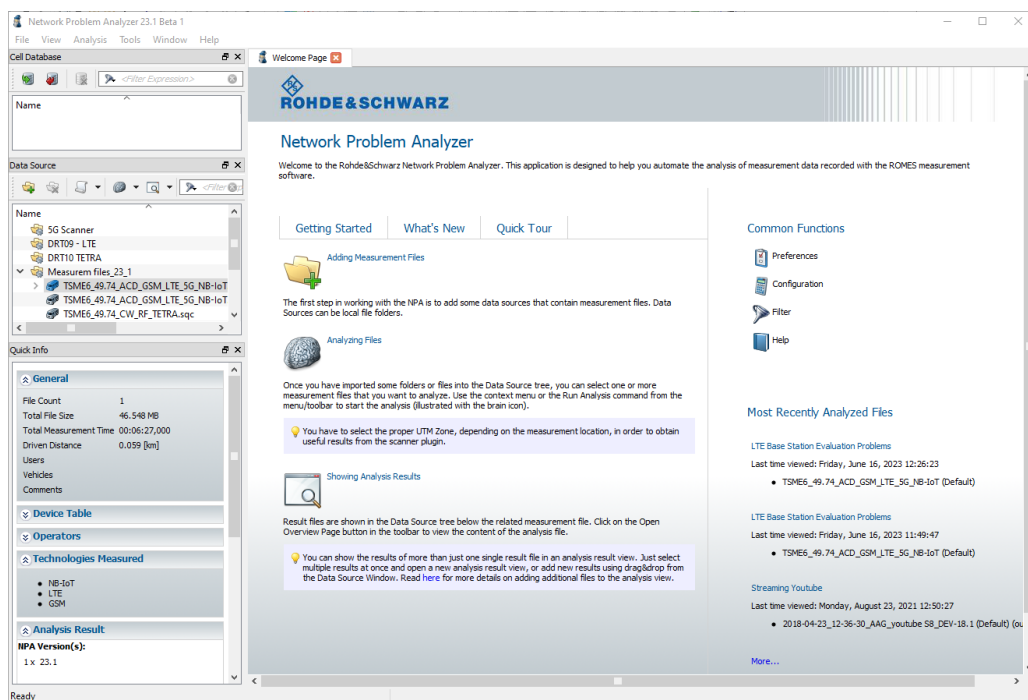 Network Problem Analyzer 23.1 Beta 1
File View Analysis Tools Window Help
Cell Database
<Filter Expression>
Name
Data Source
Name
5G Scanner
DRT09 - LTE
DRT10 TETRA
Measurem files_23_1
TSME6_49.74_ACD_GSM_LTE_5G_NB-IoT
TSME6_49.74_ACD_GSM_LTE_5G_NB-IoT
TSME6_49.74_CW_RF_TETRA.sqc
Quick Info
General
File Count 1
Total File Size 46.548 MB
Total Measurement Time 00:06:27,000
Driven Distance 0.059 [km]
Users
Vehicles
Comments
Device Table
Operators
Technologies Measured
• NB-IoT
• LTE
• GSM
Analysis Result
NPA Version(s):
1 x 23.1
Ready
Welcome Page
ROHDE&SCHWARZ
Network Problem Analyzer
Welcome to the Rohde&Schwarz Network Problem Analyzer. This application is designed to help you automate the analysis of measurement data recorded with the ROMES measurement
software.
Getting Started What's New Quick Tour
Adding Measurement Files
The first step in working with the NPA is to add some data sources that contain measurement files. Data
Sources can be local file folders.
Analyzing Files
Once you have imported some folders or files into the Data Source tree, you can select one or more
measurement files that you want to analyze. Use the context menu or the Run Analysis command from the
menu/toolbar to start the analysis (illustrated with the brain icon).
You have to select the proper UTM Zone, depending on the measurement location, in order to obtain
useful results from the scanner plugin.
Showing Analysis Results
Result files are shown in the Data Source tree below the related measurement file. Click on the Open
Overview Page button in the toolbar to view the content of the analysis file.
You can show the results of more than just one single result file in an analysis result view. Just select
multiple results at once and open a new analysis result view, or add new results using drag&drop from
the Data Source Window. Read here for more details on adding additional files to the analysis view.
Common Functions
Preferences
Configuration
Filter
Help
Most Recently Analyzed Files
LTE Base Station Evaluation Problems
Last time viewed: Friday, June 16, 2023 12:26:23
• TSME6_49.74_ACD_GSM_LTE_5G_NB-IoT (Default)
LTE Base Station Evaluation Problems
Last time viewed: Friday, June 16, 2023 11:49:47
• TSME6_49.74_ACD_GSM_LTE_5G_NB-IoT (Default)
Streaming Youtube
Last time viewed: Monday, August 23, 2021 12:50:27
• 2018-04-23_12-36-30_AAG_youtube S8_DEV-18.1 (Default) (ou
More...